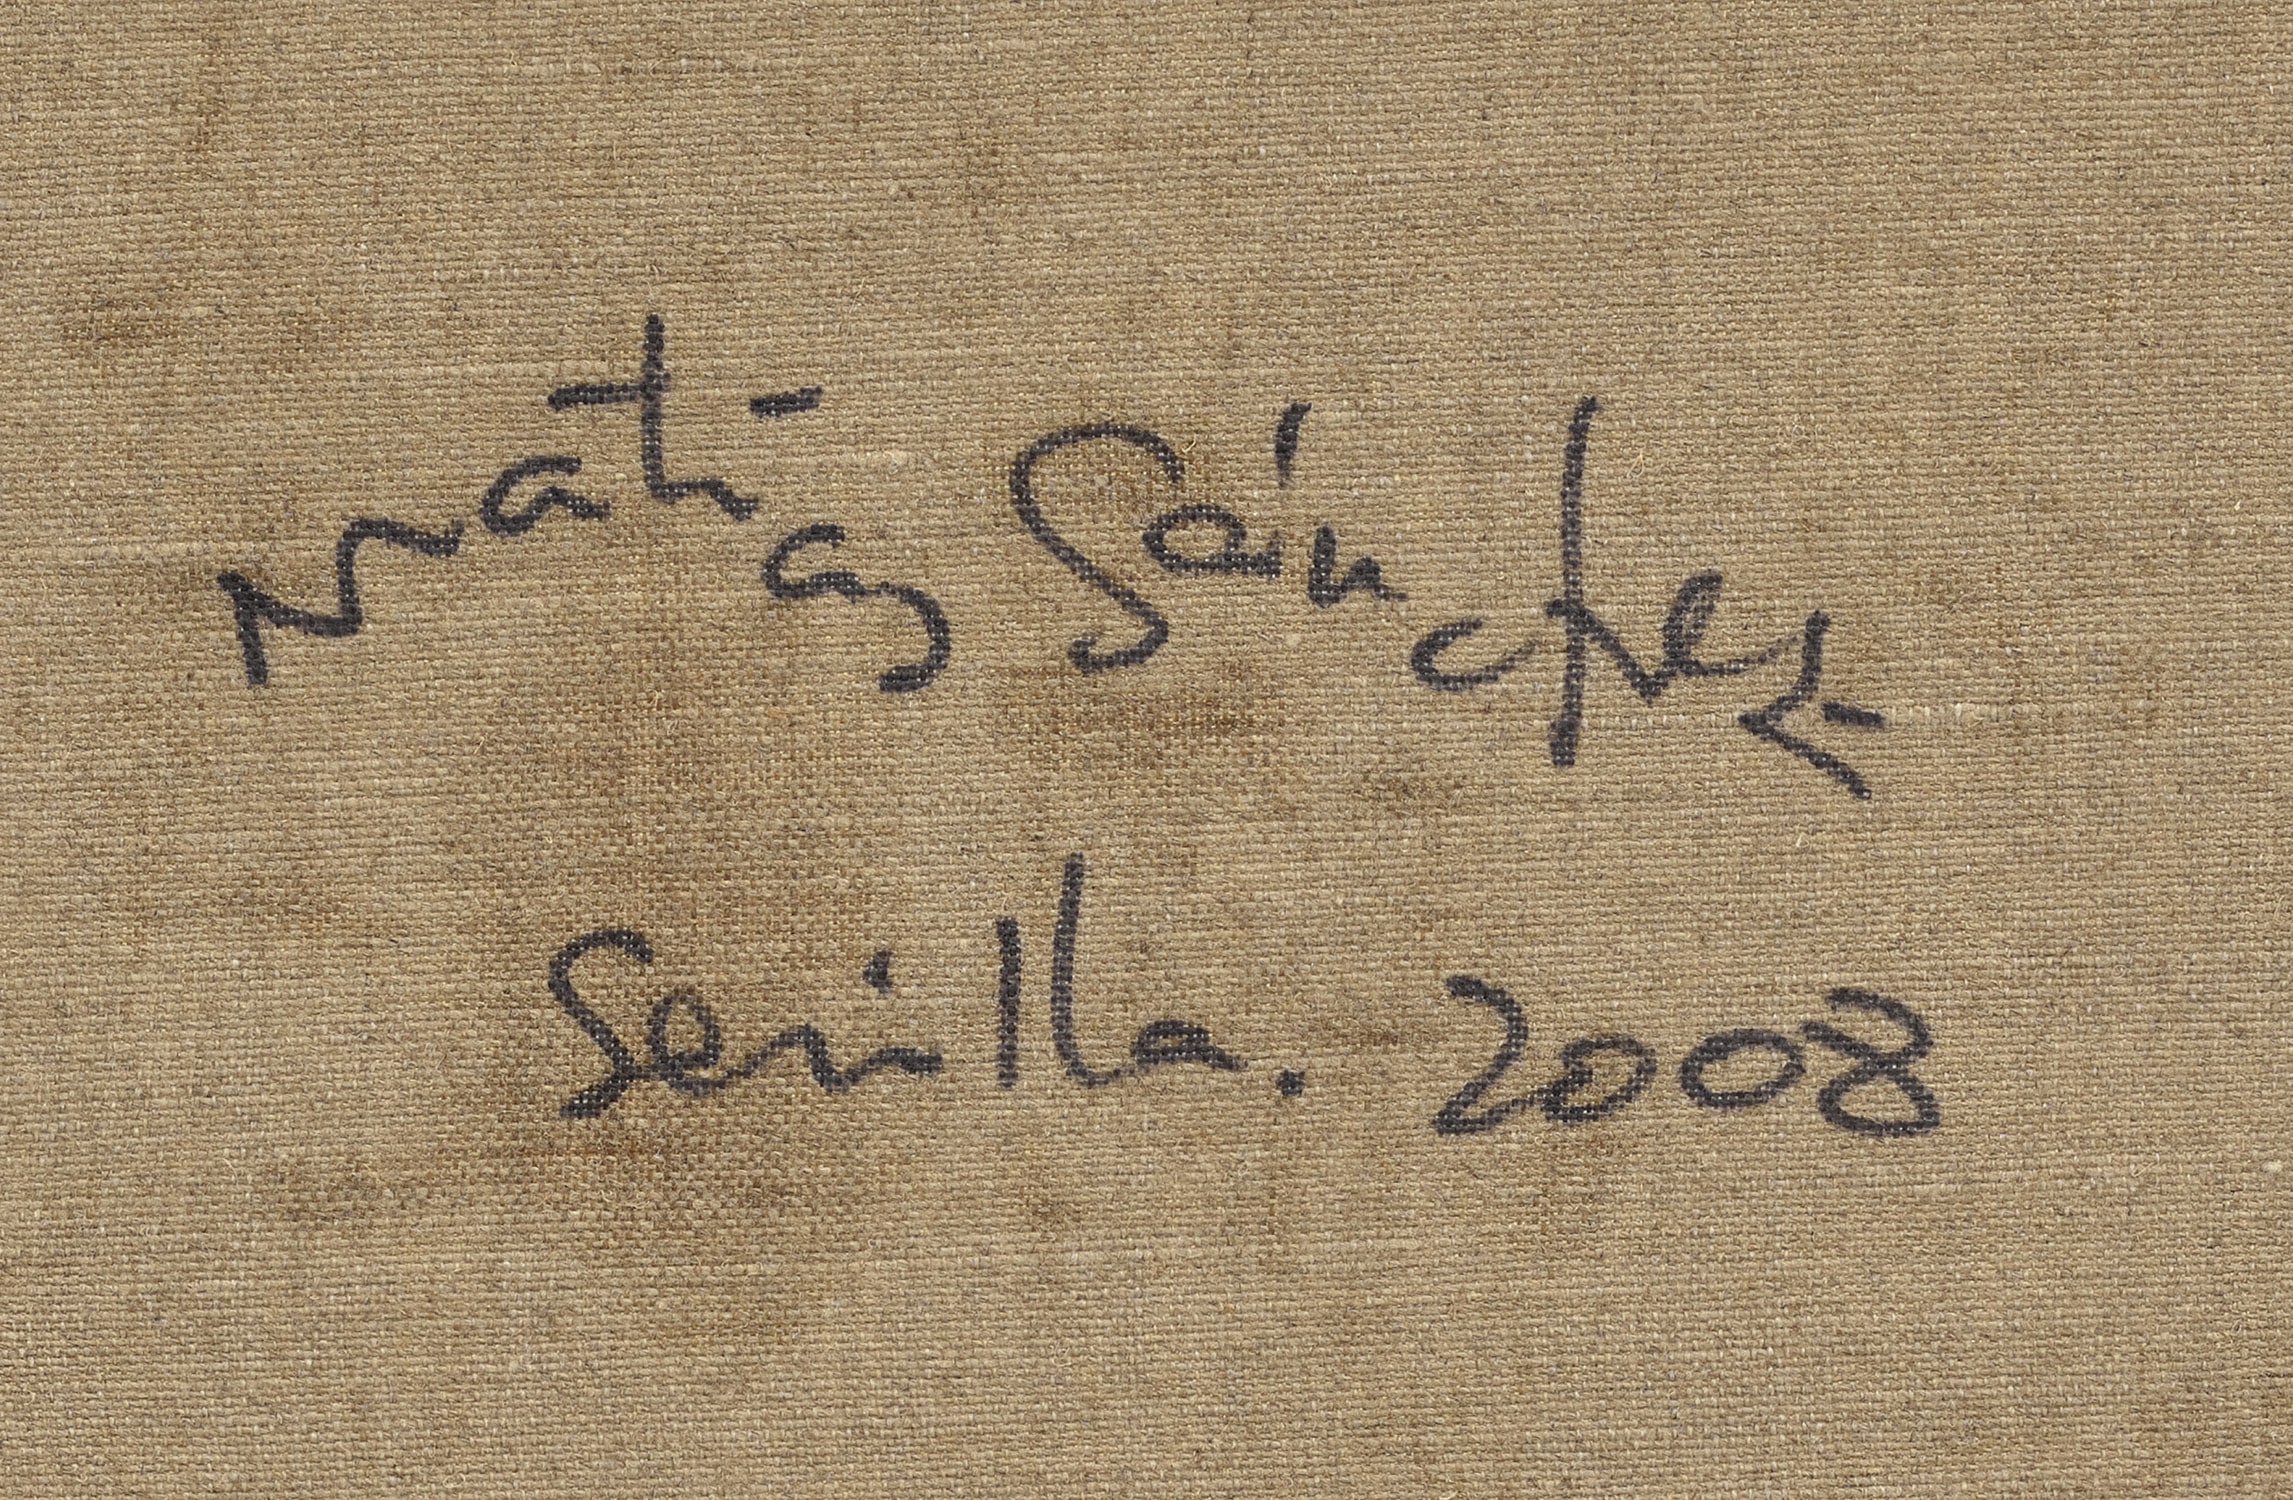 Matías Sánchez
Sevilla. 2008